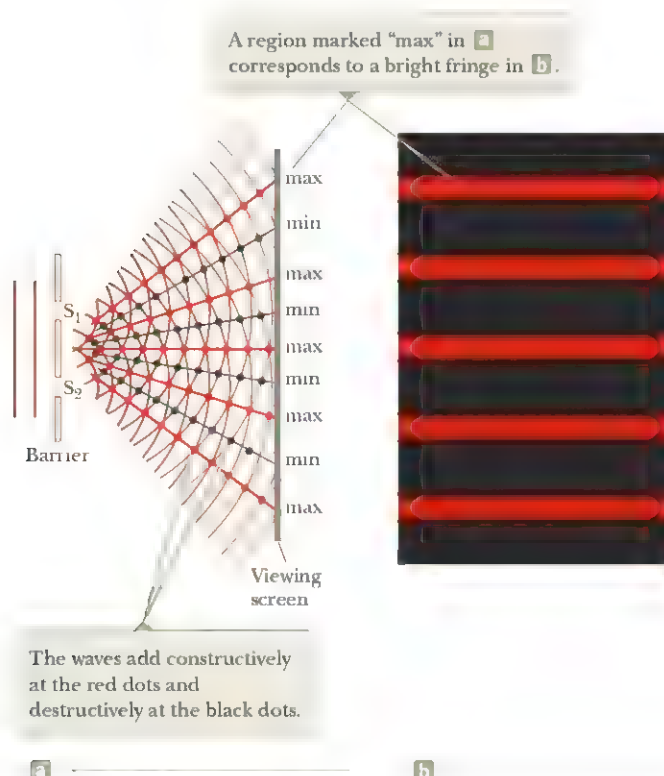 A region marked “max” in a
corresponds to a bright fringe in b.
max
min
max
S1
min
max
S2
min
max
Barrier
min
max
Viewing
screen
The waves add constructively
at the red dots and
destructively at the black dots.
a
b